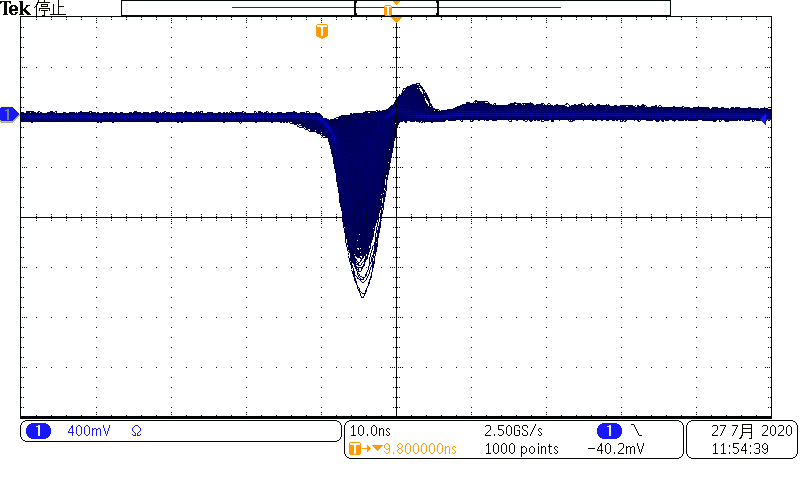 Tek 停止
T
T
1
1 400mV Ω
10.0ns 2.50GS/s 1 ∖
T→▼9.800000ns 1000 points −40.2mV
27 7月 2020
11:54:39